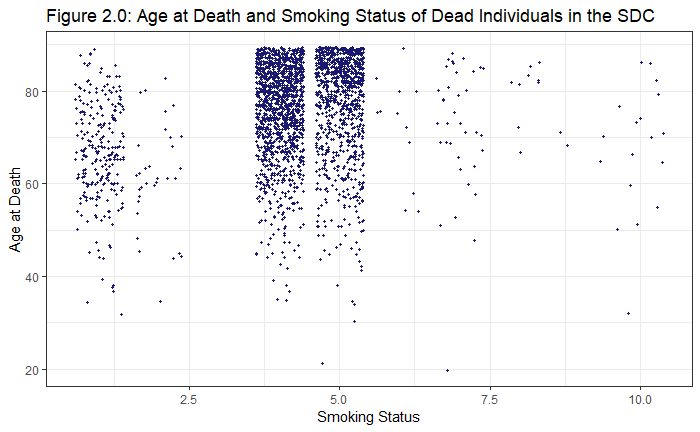 Figure 2.0: Age at Death and Smoking Status of Dead Individuals in the SDC
80
60
40
20
Age at Death
2.5 5.0 7.5 10.0
Smoking Status